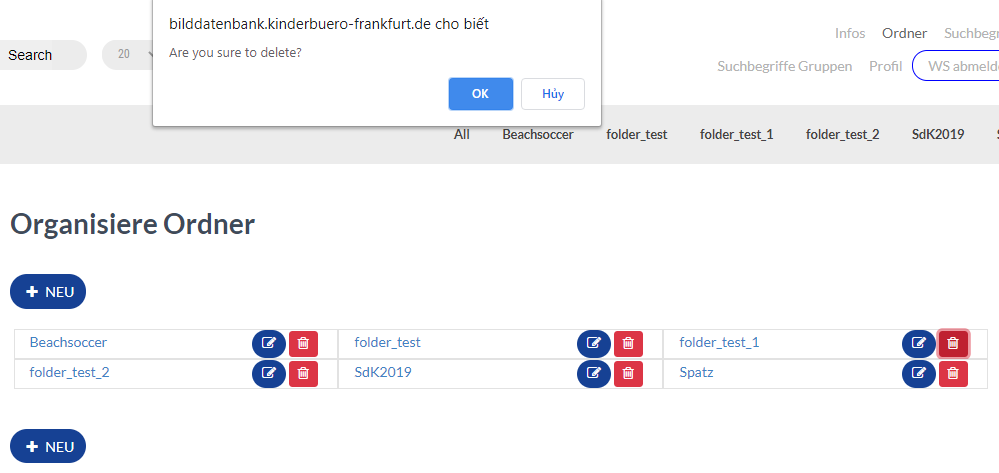 bilddatenbank.kinderbuero-frankfurt.de cho biết
Are you sure to delete?
OK Hủy
Search 20
Infos Ordner Suchbegr
Suchbegriffe Gruppen Profil WS abmelde
All Beachsoccer folder_test folder_test_1 folder_test_2 SdK2019 S
Organisiere Ordner
+ NEU
Beachsoccer folder_test folder_test_1
folder_test_2 SdK2019 Spatz
+ NEU